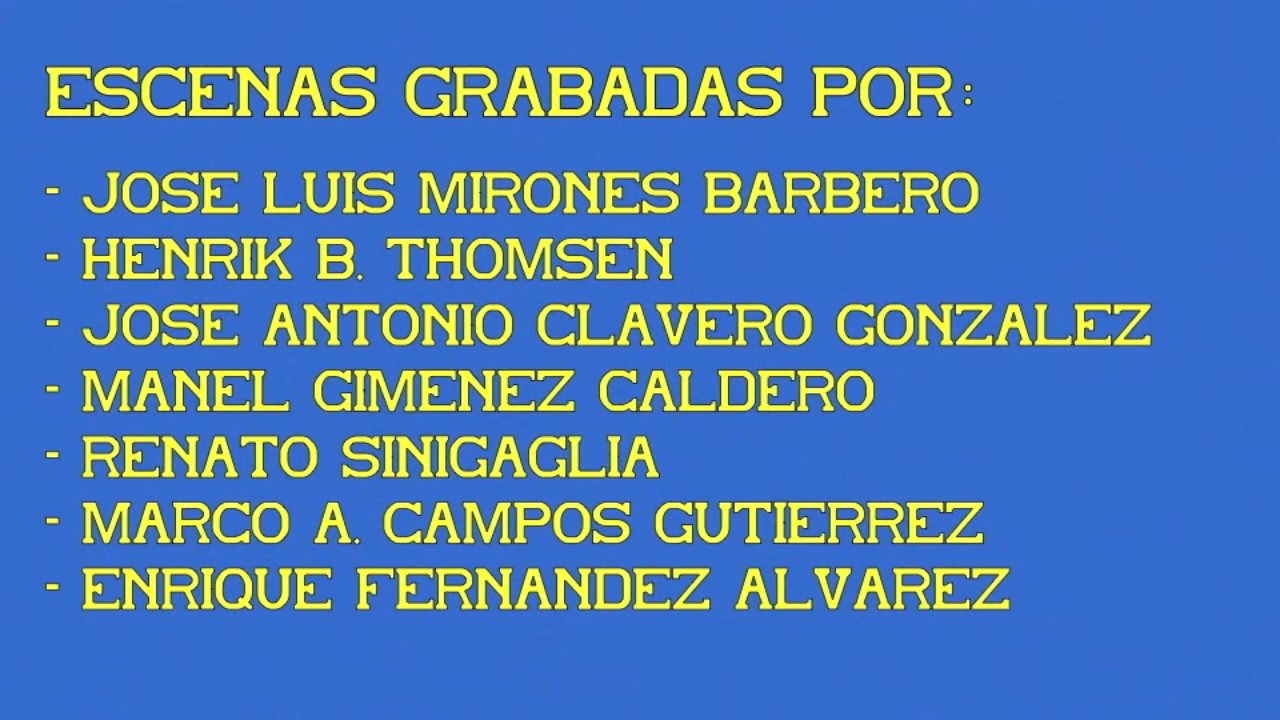 ESCENAS GRABADAS POR:
- JOSE LUIS MIRONES BARBERO
- HENRIK B. THOMSEN
- JOSE ANTONIO CLAVERO GONZALEZ
- MANEL GIMENEZ CALDERO
- RENATO SINIGAGLIA
- MARCO A. CAMPOS GUTIERREZ
- ENRIQUE FERNANDEZ ALVAREZ